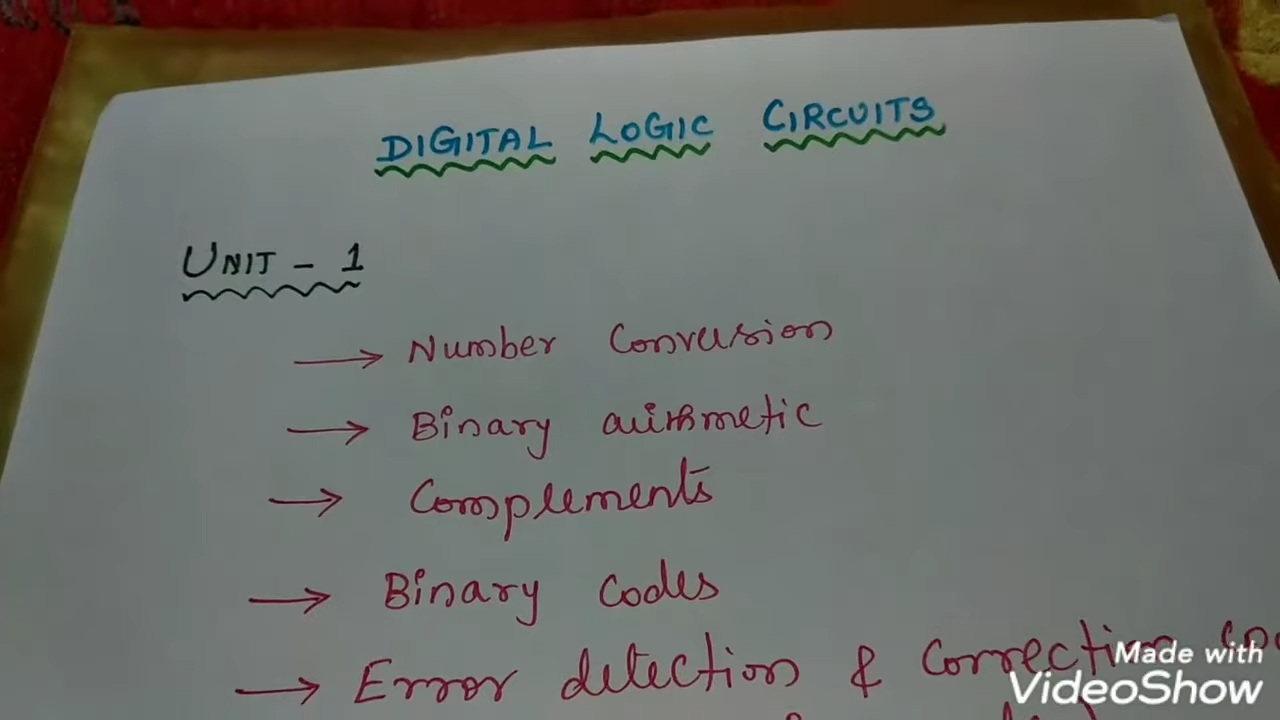 DIGITAL LOGIC CIRCUITS
UNIT - 1
→ Number Conversion
→ Binary arithmetic
→ Complements
→ Binary Codes
→ Error detection & Correction
Made with
VideoShow